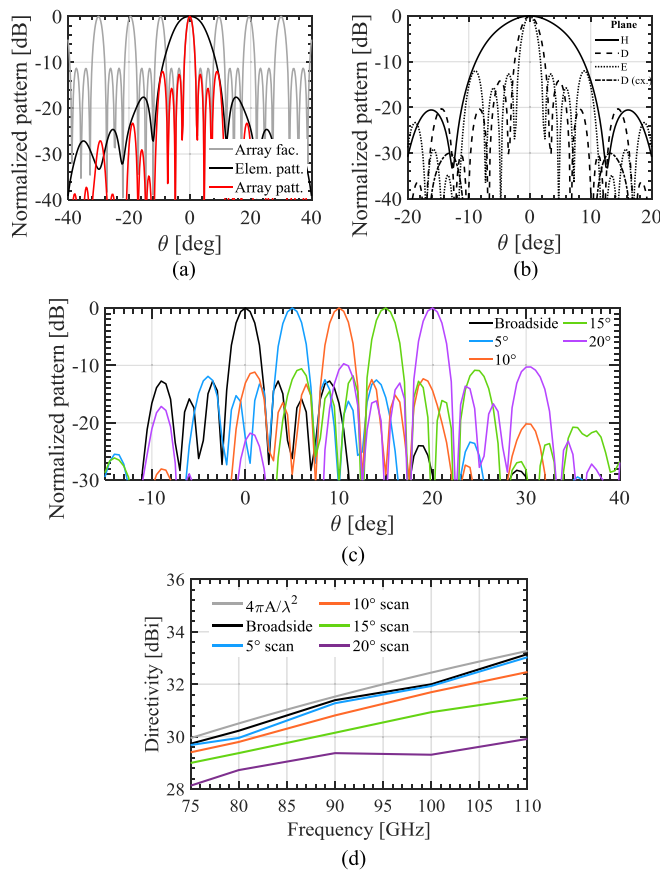 Normalized pattern [dB]
0
-10
-20
-30
-40
-40 -20 0 20 40
θ [deg]
Array fac.
Elem. patt.
Array patt.
(a)
Normalized pattern [dB]
0
-10
-20
-30
-40
-20 -10 0 10 20
θ [deg]
Plane
H
D
E
D (cx.)
(b)
Normalized pattern [dB]
0
-10
-20
-30
-10 0 10 20 30 40
θ [deg]
Broadside
5°
10°
15°
20°
(c)
Directivity [dBi]
36
34
33
32
30
28
75 80 85 90 95 100 105 110
Frequency [GHz]
4πA/λ²
Broadside
5° scan
10° scan
15° scan
20° scan
(d)